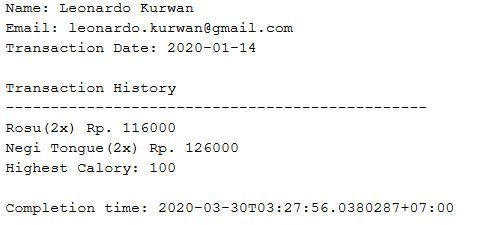 Name: Leonardo Kurwan
Email: leonardo.kurwan@gmail.com
Transaction Date: 2020-01-14
Transaction History
-----------------------------------------------
Rosu(2x) Rp. 116000
Negi Tongue(2x) Rp. 126000
Highest Calory: 100
Completion time: 2020-03-30T03:27:56.0380287+07:00